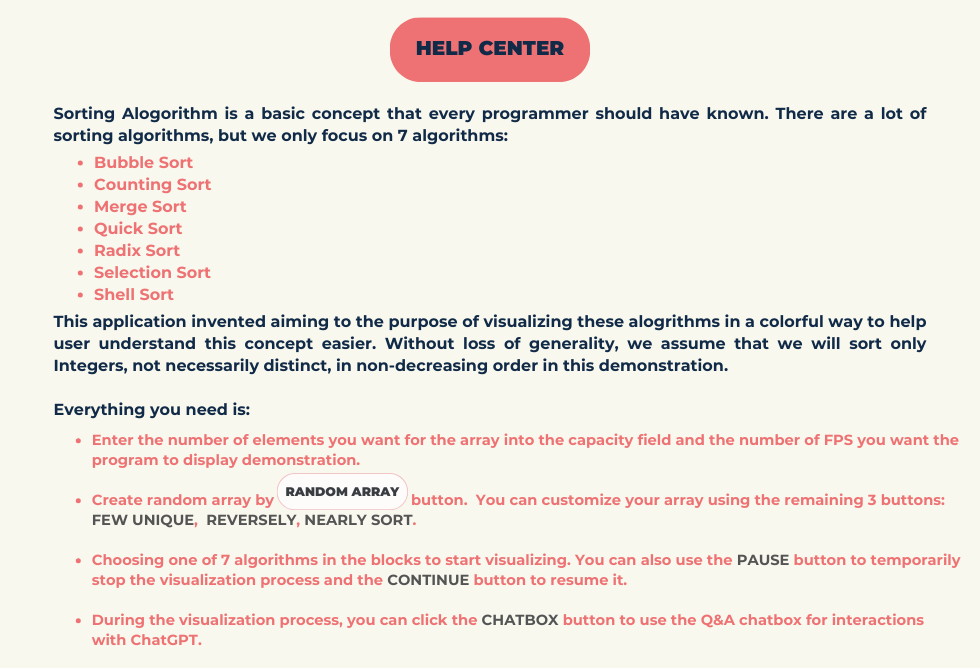 HELP CENTER
Sorting Alogorithm is a basic concept that every programmer should have known. There are a lot of
sorting algorithms, but we only focus on 7 algorithms:
• Bubble Sort
• Counting Sort
• Merge Sort
• Quick Sort
• Radix Sort
• Selection Sort
• Shell Sort
This application invented aiming to the purpose of visualizing these alogrithms in a colorful way to help
user understand this concept easier. Without loss of generality, we assume that we will sort only
Integers, not necessarily distinct, in non-decreasing order in this demonstration.
Everything you need is:
• Enter the number of elements you want for the array into the capacity field and the number of FPS you want the
program to display demonstration.
• Create random array by RANDOM ARRAY button. You can customize your array using the remaining 3 buttons:
FEW UNIQUE, REVERSELY, NEARLY SORT.
• Choosing one of 7 algorithms in the blocks to start visualizing. You can also use the PAUSE button to temporarily
stop the visualization process and the CONTINUE button to resume it.
• During the visualization process, you can click the CHATBOX button to use the Q&A chatbox for interactions
with ChatGPT.